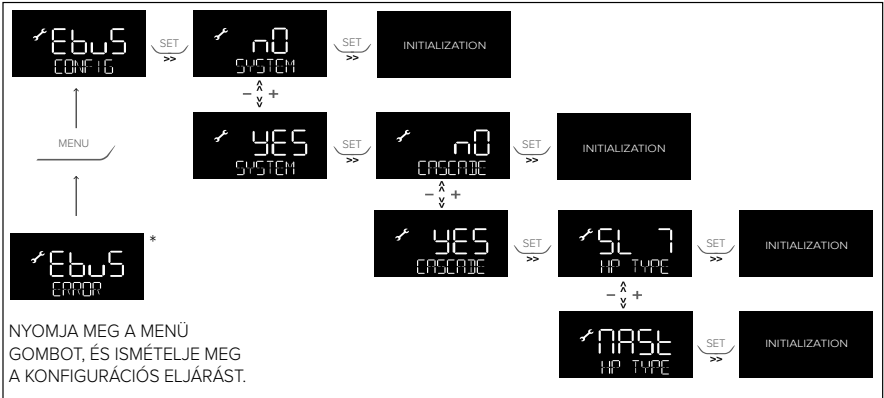 EbuS
CONFIG
SET
>>
nO
SYSTEM
SET
>>
INITIALIZATION
− +
MENU
YES
SYSTEM
SET
>>
nO
CASCADE
SET
>>
INITIALIZATION
− +
EbuS
ERROR
*
YES
CASCADE
SET
>>
SL 7
HP TYPE
SET
>>
INITIALIZATION
− +
NYOMJA MEG A MENÜ
GOMBOT, ÉS ISMÉTELJE MEG
A KONFIGURÁCIÓS ELJÁRÁST.
MASt
HP TYPE
SET
>>
INITIALIZATION